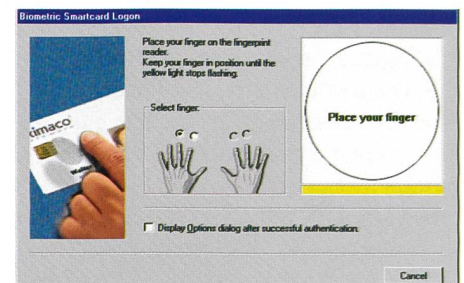 Biometric Smartcard Logon
Place your finger on the fingerprint
reader.
Keep your finger in position until the
yellow light stops flashing.
Select finger:
Place your finger
Display Options dialog after successful authentication.
Cancel